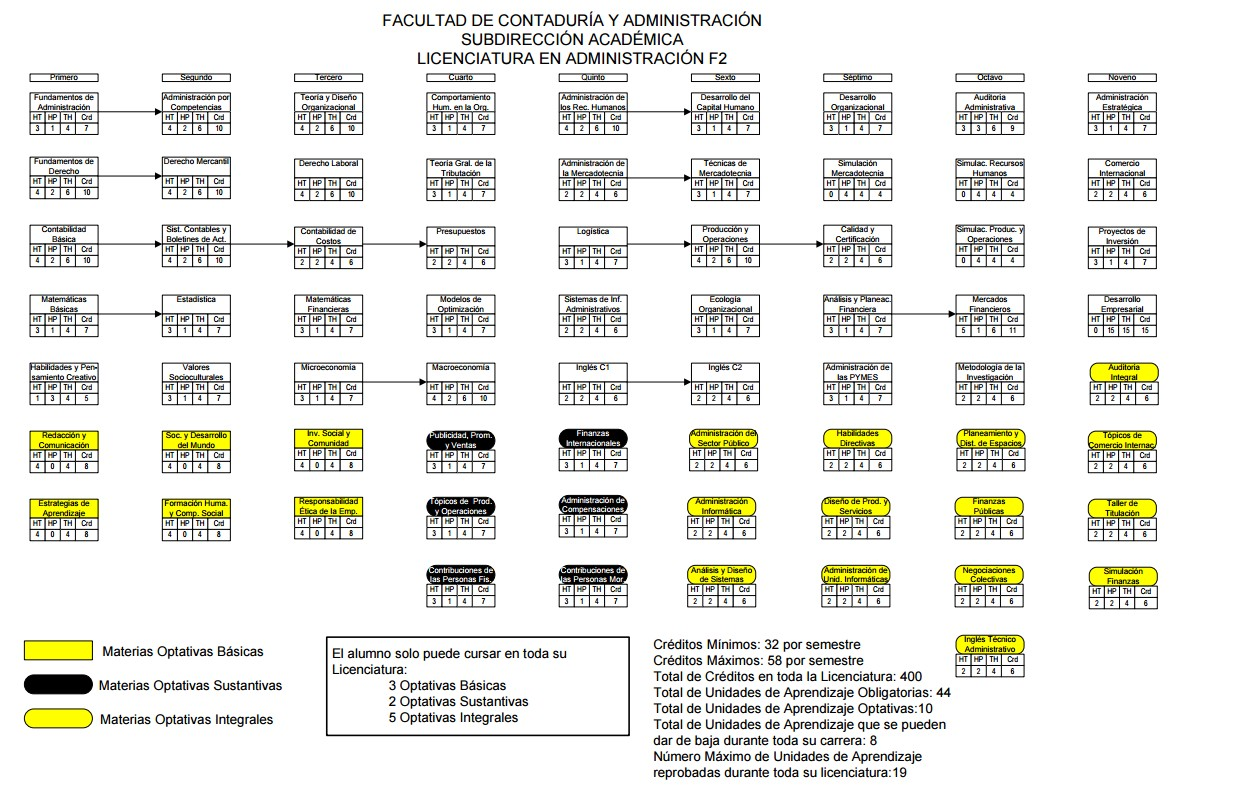 FACULTAD DE CONTADURÍA Y ADMINISTRACIÓN
SUBDIRECCIÓN ACADÉMICA
LICENCIATURA EN ADMINISTRACIÓN F2
Primero
Segundo
Tercero
Cuarto
Quinto
Sexto
Séptimo
Octavo
Noveno
Fundamentos de
Administración
HT HP TH Crd
3 1 4 7
Administración por
Competencias
HT HP TH Crd
4 2 6 10
Teoría y Diseño
Organizacional
HT HP TH Crd
4 2 6 10
Comportamiento
Hum. en la Org.
HT HP TH Crd
3 1 4 7
Administración de
los Rec. Humanos
HT HP TH Crd
4 2 6 10
Desarrollo del
Capital Humano
HT HP TH Crd
3 1 4 7
Desarrollo
Organizacional
HT HP TH Crd
3 1 4 7
Auditoria
Administrativa
HT HP TH Crd
3 3 6 9
Administración
Estratégica
HT HP TH Crd
3 1 4 7
Fundamentos de
Derecho
HT HP TH Crd
4 2 6 10
Derecho Mercantil
HT HP TH Crd
4 2 6 10
Derecho Laboral
HT HP TH Crd
4 2 6 10
Teoría Gral. de la
Tributación
HT HP TH Crd
3 1 4 7
Administración de
la Mercadotecnia
HT HP TH Crd
2 2 4 6
Técnicas de
Mercadotecnia
HT HP TH Crd
3 1 4 7
Simulación
Mercadotecnia
HT HP TH Crd
0 4 4 4
Simulac. Recursos
Humanos
HT HP TH Crd
0 4 4 4
Comercio
Internacional
HT HP TH Crd
2 2 4 6
Contabilidad
Básica
HT HP TH Crd
4 2 6 10
Sist. Contables y
Boletines de Act.
HT HP TH Crd
4 2 6 10
Contabilidad de
Costos
HT HP TH Crd
2 2 4 6
Presupuestos
HT HP TH Crd
2 2 4 6
Logística
HT HP TH Crd
3 1 4 7
Producción y
Operaciones
HT HP TH Crd
4 2 6 10
Calidad y
Certificación
HT HP TH Crd
2 2 4 6
Simulac. Produc. y
Operaciones
HT HP TH Crd
0 4 4 4
Proyectos de
Inversión
HT HP TH Crd
3 1 4 7
Matemáticas
Básicas
HT HP TH Crd
3 1 4 7
Estadística
HT HP TH Crd
3 1 4 7
Matemáticas
Financieras
HT HP TH Crd
3 1 4 7
Modelos de
Optimización
HT HP TH Crd
3 1 4 7
Sistemas de Inf.
Administrativos
HT HP TH Crd
2 2 4 6
Ecología
Organizacional
HT HP TH Crd
3 1 4 7
Análisis y Planeac.
Financiera
HT HP TH Crd
3 1 4 7
Mercados
Financieros
HT HP TH Crd
5 1 6 11
Desarrollo
Empresarial
HT HP TH Crd
0 15 15 15
Habilidades y Pen-
samiento Creativo
HT HP TH Crd
1 3 4 5
Valores
Socioculturales
HT HP TH Crd
3 1 4 7
Microeconomía
HT HP TH Crd
3 1 4 7
Macroeconomía
HT HP TH Crd
4 2 6 10
Inglés C1
HT HP TH Crd
2 2 4 6
Inglés C2
HT HP TH Crd
2 2 4 6
Administración de
las PYMES
HT HP TH Crd
3 1 4 7
Metodología de la
Investigación
HT HP TH Crd
2 2 4 6
Auditoria
Integral
HT HP TH Crd
2 2 4 6
Redacción y
Comunicación
HT HP TH Crd
4 0 4 8
Soc. y Desarrollo
del Mundo
HT HP TH Crd
4 0 4 8
Inv. Social y
Comunidad
HT HP TH Crd
4 0 4 8
Publicidad, Prom.
y Ventas
HT HP TH Crd
3 1 4 7
Finanzas
Internacionales
HT HP TH Crd
3 1 4 7
Administración del
Sector Público
HT HP TH Crd
2 2 4 6
Habilidades
Directivas
HT HP TH Crd
2 2 4 6
Planeamiento y
Dist. de Espacios
HT HP TH Crd
2 2 4 6
Tópicos de
Comercio Internac.
HT HP TH Crd
2 2 4 6
Estrategias de
Aprendizaje
HT HP TH Crd
4 0 4 8
Formación Huma.
y Comp. Social
HT HP TH Crd
4 0 4 8
Responsabilidad
Ética de la Emp.
HT HP TH Crd
4 0 4 8
Tópicos de Prod.
y Operaciones
HT HP TH Crd
3 1 4 7
Administración de
Compensaciones
HT HP TH Crd
3 1 4 7
Administración
Informática
HT HP TH Crd
2 2 4 6
Diseño de Prod. y
Servicios
HT HP TH Crd
2 2 4 6
Finanzas
Públicas
HT HP TH Crd
2 2 4 6
Taller de
Titulación
HT HP TH Crd
2 2 4 6
Contribuciones de
las Personas Fis.
HT HP TH Crd
3 1 4 7
Contribuciones de
las Personas Mor.
HT HP TH Crd
3 1 4 7
Análisis y Diseño
de Sistemas
HT HP TH Crd
2 2 4 6
Administración de
Unid. Informáticas
HT HP TH Crd
2 2 4 6
Negociaciones
Colectivas
HT HP TH Crd
2 2 4 6
Simulación
Finanzas
HT HP TH Crd
2 2 4 6
Inglés Técnico
Administrativo
HT HP TH Crd
2 2 4 6
Materias Optativas Básicas
Materias Optativas Sustantivas
Materias Optativas Integrales
El alumno solo puede cursar en toda su
Licenciatura:
3 Optativas Básicas
2 Optativas Sustantivas
5 Optativas Integrales
Créditos Mínimos: 32 por semestre
Créditos Máximos: 58 por semestre
Total de Créditos en toda la Licenciatura: 400
Total de Unidades de Aprendizaje Obligatorias: 44
Total de Unidades de Aprendizaje Optativas:10
Total de Unidades de Aprendizaje que se pueden
dar de baja durante toda su carrera: 8
Número Máximo de Unidades de Aprendizaje
reprobadas durante toda su licenciatura:19